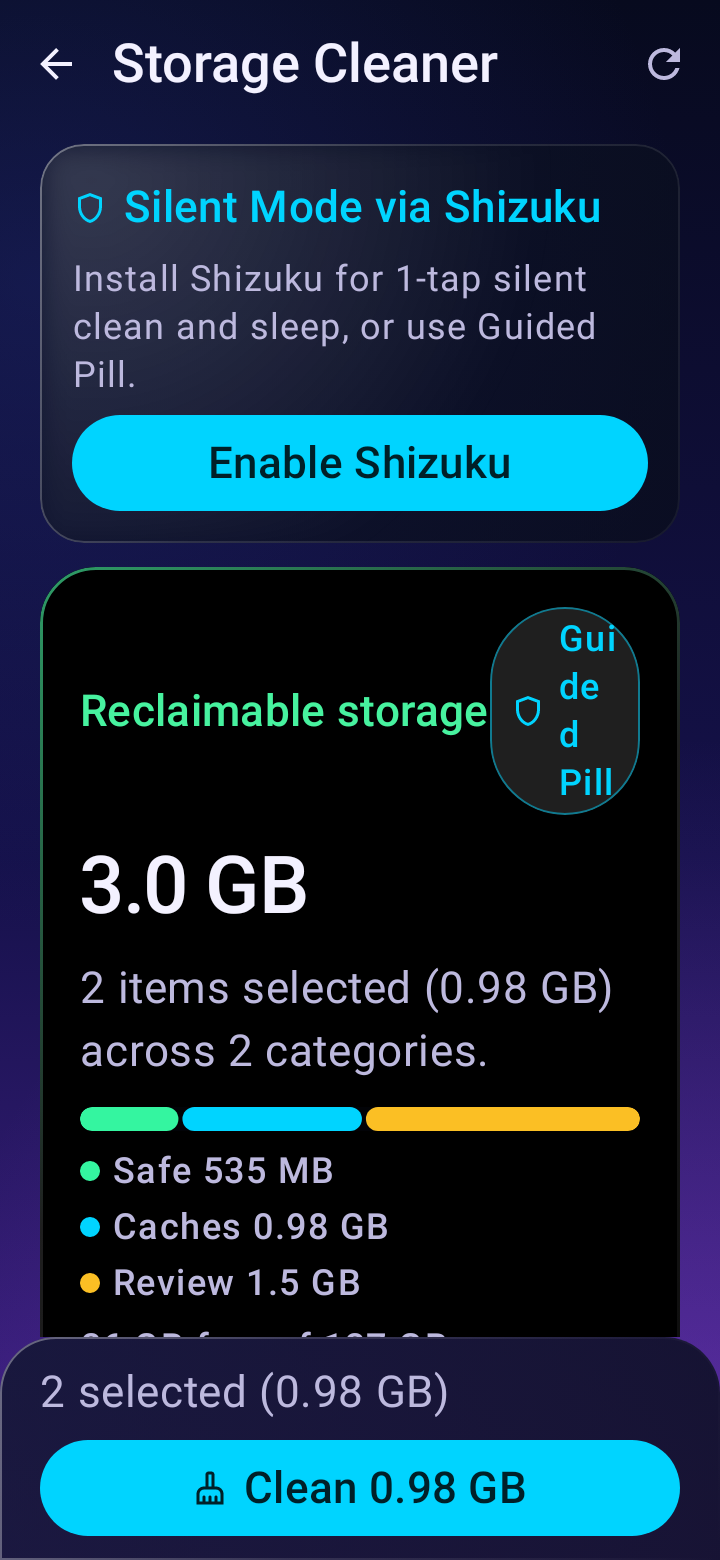 Storage Cleaner
Silent Mode via Shizuku
Install Shizuku for 1-tap silent
clean and sleep, or use Guided
Pill.
Enable Shizuku
Reclaimable storage
Gui
de
d
Pill
3.0 GB
2 items selected (0.98 GB)
across 2 categories.
Safe 535 MB
Caches 0.98 GB
Review 1.5 GB
2 selected (0.98 GB)
Clean 0.98 GB